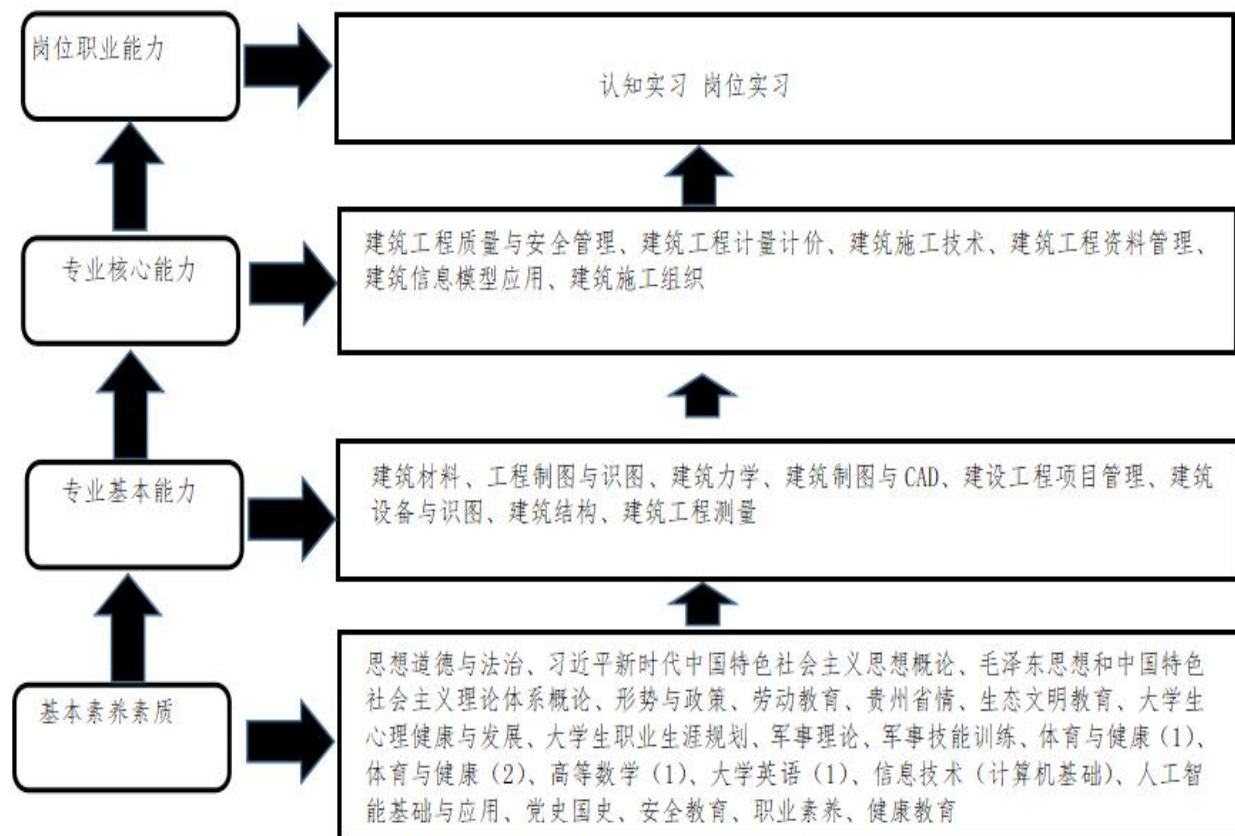 岗位职业能力
认知实习 岗位实习
专业核心能力
建筑工程质量与安全管理、建筑工程计量计价、建筑施工技术、建筑工程资料管理、
建筑信息模型应用、建筑施工组织
专业基本能力
建筑材料、工程制图与识图、建筑力学、建筑制图与 CAD、建设工程项目管理、建筑
设备与识图、建筑结构、建筑工程测量
基本素养素质
思想道德与法治、习近平新时代中国特色社会主义思想概论、毛泽东思想和中国特色
社会主义理论体系概论、形势与政策、劳动教育、贵州省情、生态文明教育、大学生
心理健康与发展、大学生职业生涯规划、军事理论、军事技能训练、体育与健康（1）、
体育与健康（2）、高等数学（1）、大学英语（1）、信息技术（计算机基础）、人工智
能基础与应用、党史国史、安全教育、职业素养、健康教育